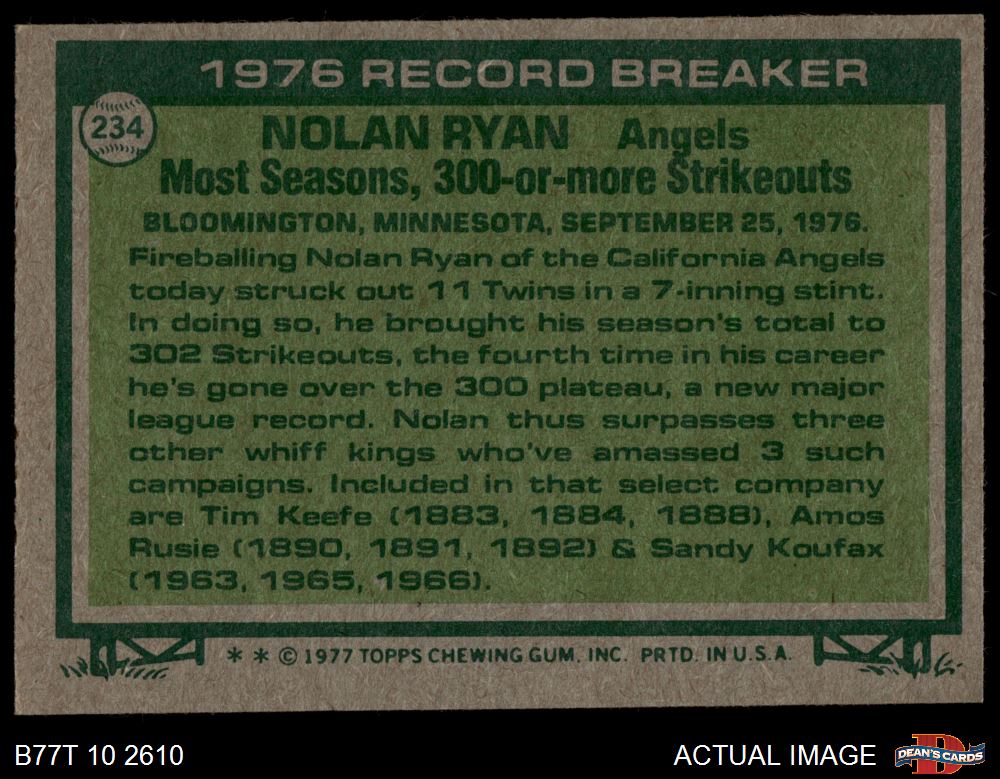 1976 RECORD BREAKER
234
NOLAN RYAN Angels
Most Seasons, 300-or-more Strikeouts
BLOOMINGTON, MINNESOTA, SEPTEMBER 25, 1976.
Fireballing Nolan Ryan of the California Angels
today struck out 11 Twins in a 7-inning stint.
In doing so, he brought his season's total to
302 Strikeouts, the fourth time in his career
he's gone over the 300 plateau, a new major
league record. Nolan thus surpasses three
other whiff kings who've amassed 3 such
campaigns. Included in that select company
are Tim Keefe (1883, 1884, 1888), Amos
Rusie (1890, 1891, 1892) & Sandy Koufax
(1963, 1965, 1966).
* * © 1977 TOPPS CHEWING GUM, INC. PRTD. IN U.S.A.
B77T 10 2610
ACTUAL IMAGE
D
DEAN'S CARDS